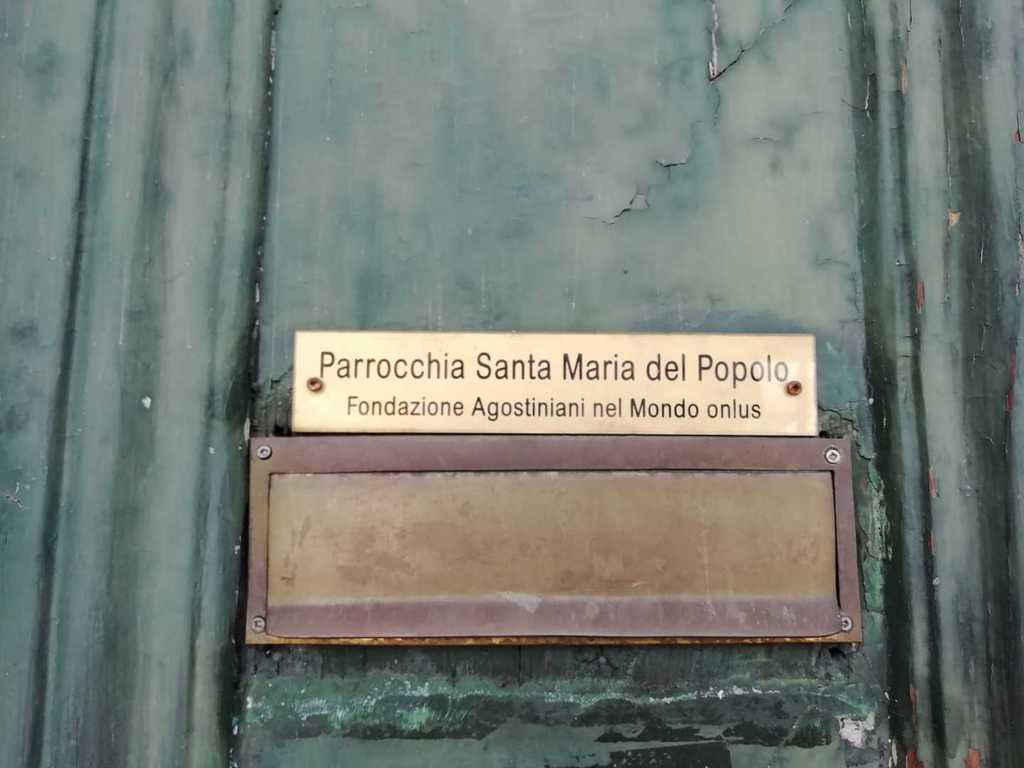 Parrocchia Santa Maria del Popolo
Fondazione Agostiniani nel Mondo onlus